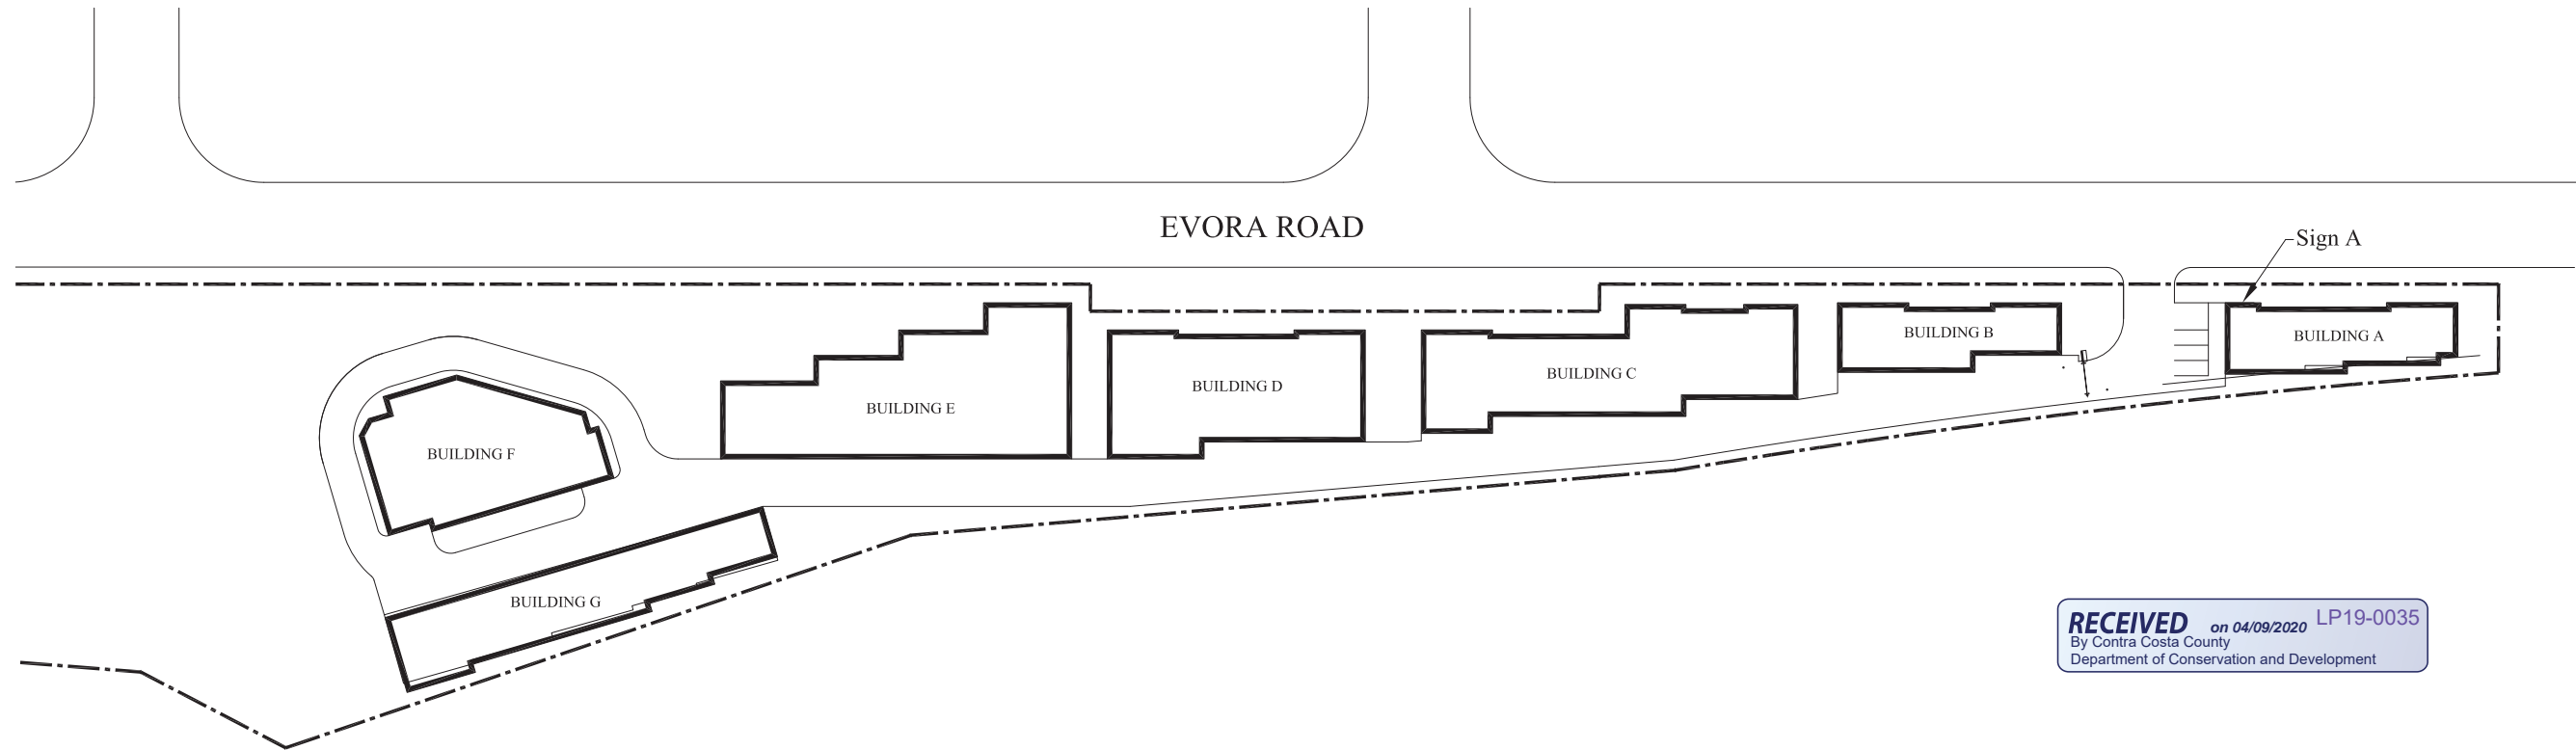 EVORA ROAD
Sign A
BUILDING A
BUILDING B
BUILDING C
BUILDING D
BUILDING E
BUILDING F
BUILDING G
RECEIVED on 04/09/2020 LP19-0035
By Contra Costa County
Department of Conservation and Development